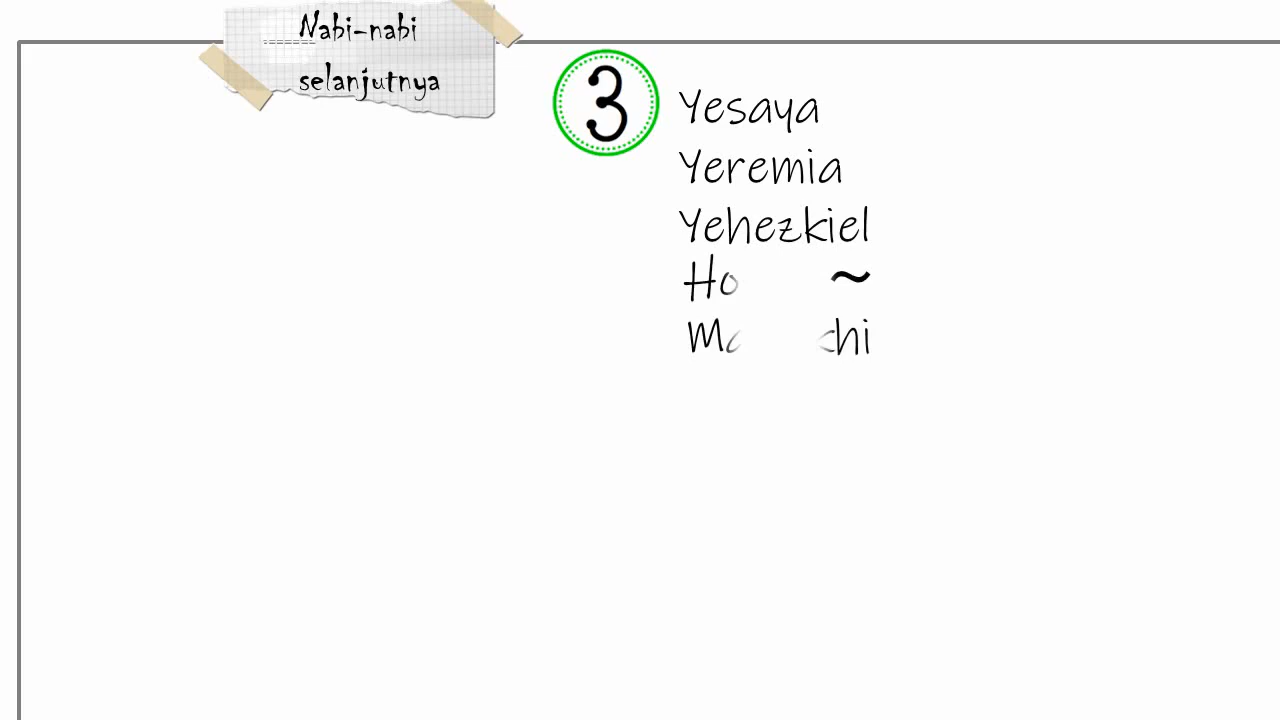 Nabi-nabi
selanjutnya
3
Yesaya
Yeremia
Yehezkiel
~